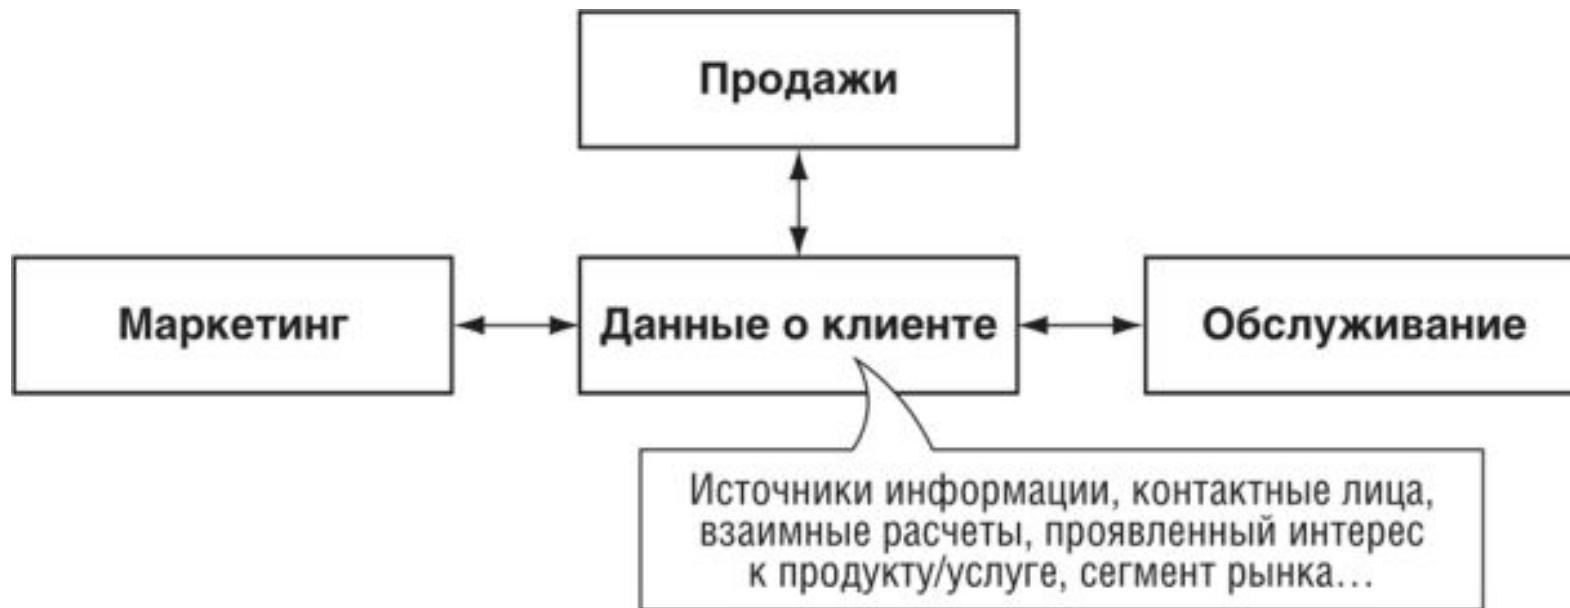 Продажи
Маркетинг
Данные о клиенте
Обслуживание
Источники информации, контактные лица,
взаимные расчеты, проявленный интерес
к продукту/услуге, сегмент рынка…